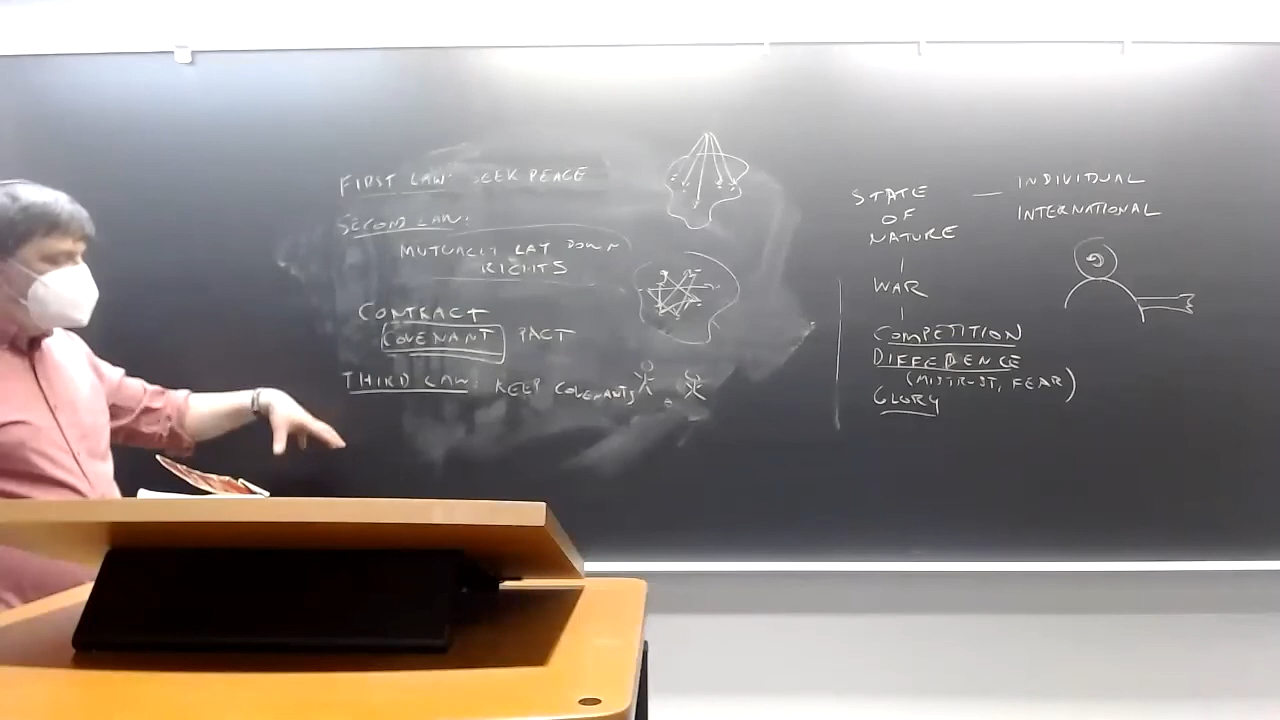 FIRST LAW: SEEK PEACE
SECOND LAW:
MUTUALLY LAY DOWN
RIGHTS
CONTRACT
COVENANT PACT
THIRD LAW: KEEP COVENANTS
STATE — INDIVIDUAL
OF INTERNATIONAL
NATURE
WAR
COMPETITION
DIFFERENCE
(MISTRUST, FEAR)
GLORY